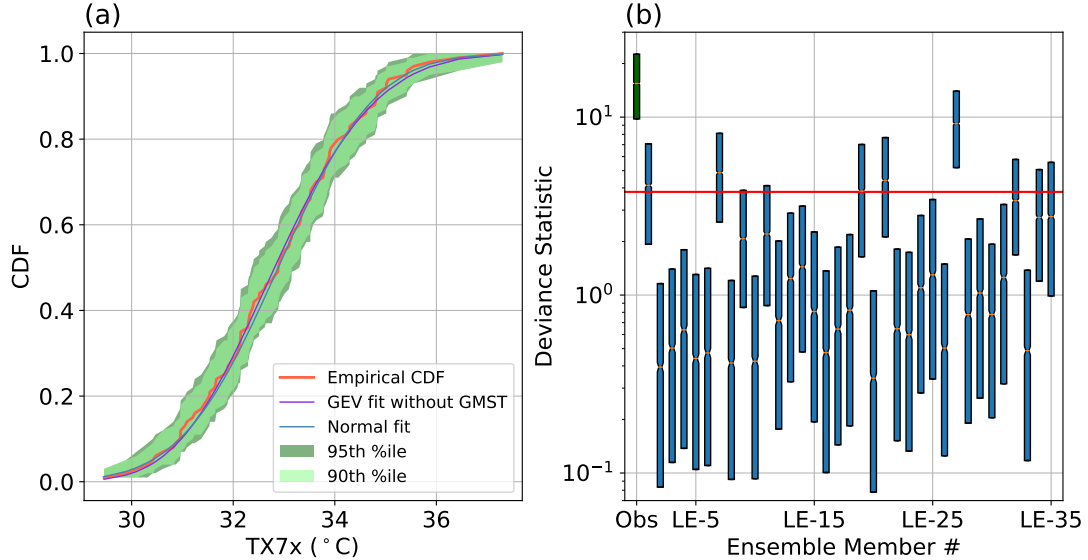 (a)
CDF
1.0
0.8
0.6
0.4
0.2
0.0
30
32
34
36
TX7x (°C)
Empirical CDF
GEV fit without GMST
Normal fit
95th %ile
90th %ile
(b)
Deviance Statistic
10¹
10⁰
10⁻¹
Obs
LE-5
LE-15
LE-25
LE-35
Ensemble Member #